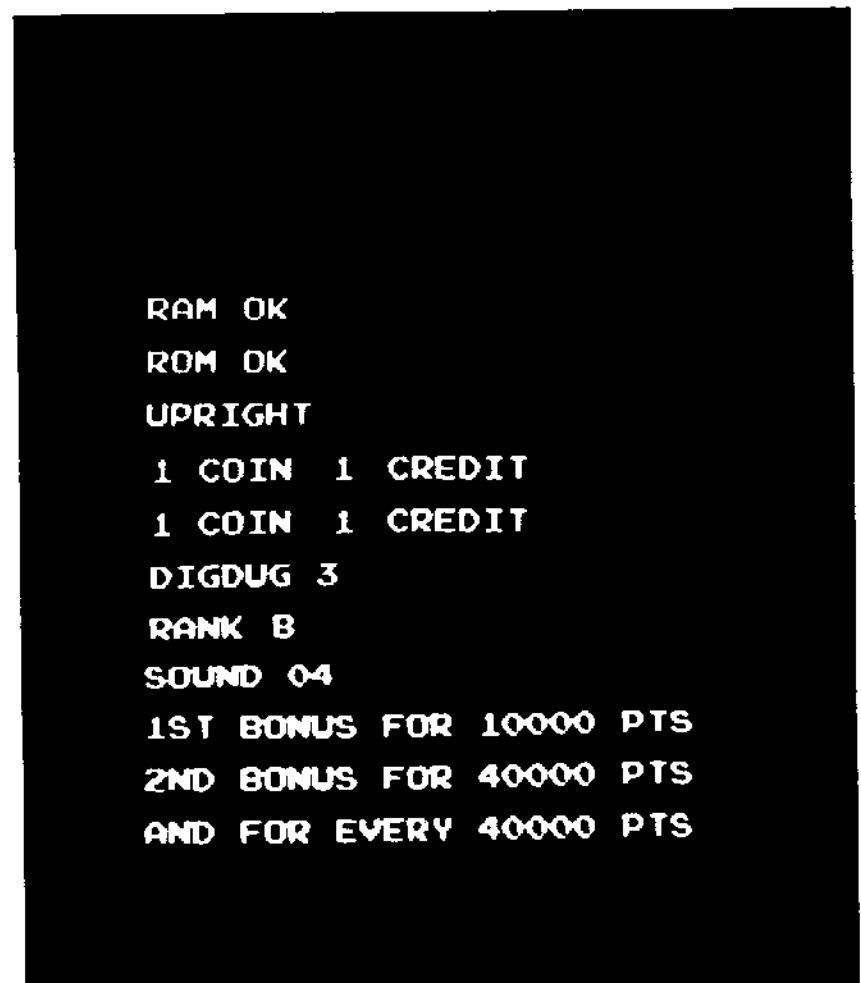 RAM OK
ROM OK
UPRIGHT
1 COIN 1 CREDIT
1 COIN 1 CREDIT
DIGDUG 3
RANK B
SOUND 04
1ST BONUS FOR 10000 PTS
2ND BONUS FOR 40000 PTS
AND FOR EVERY 40000 PTS